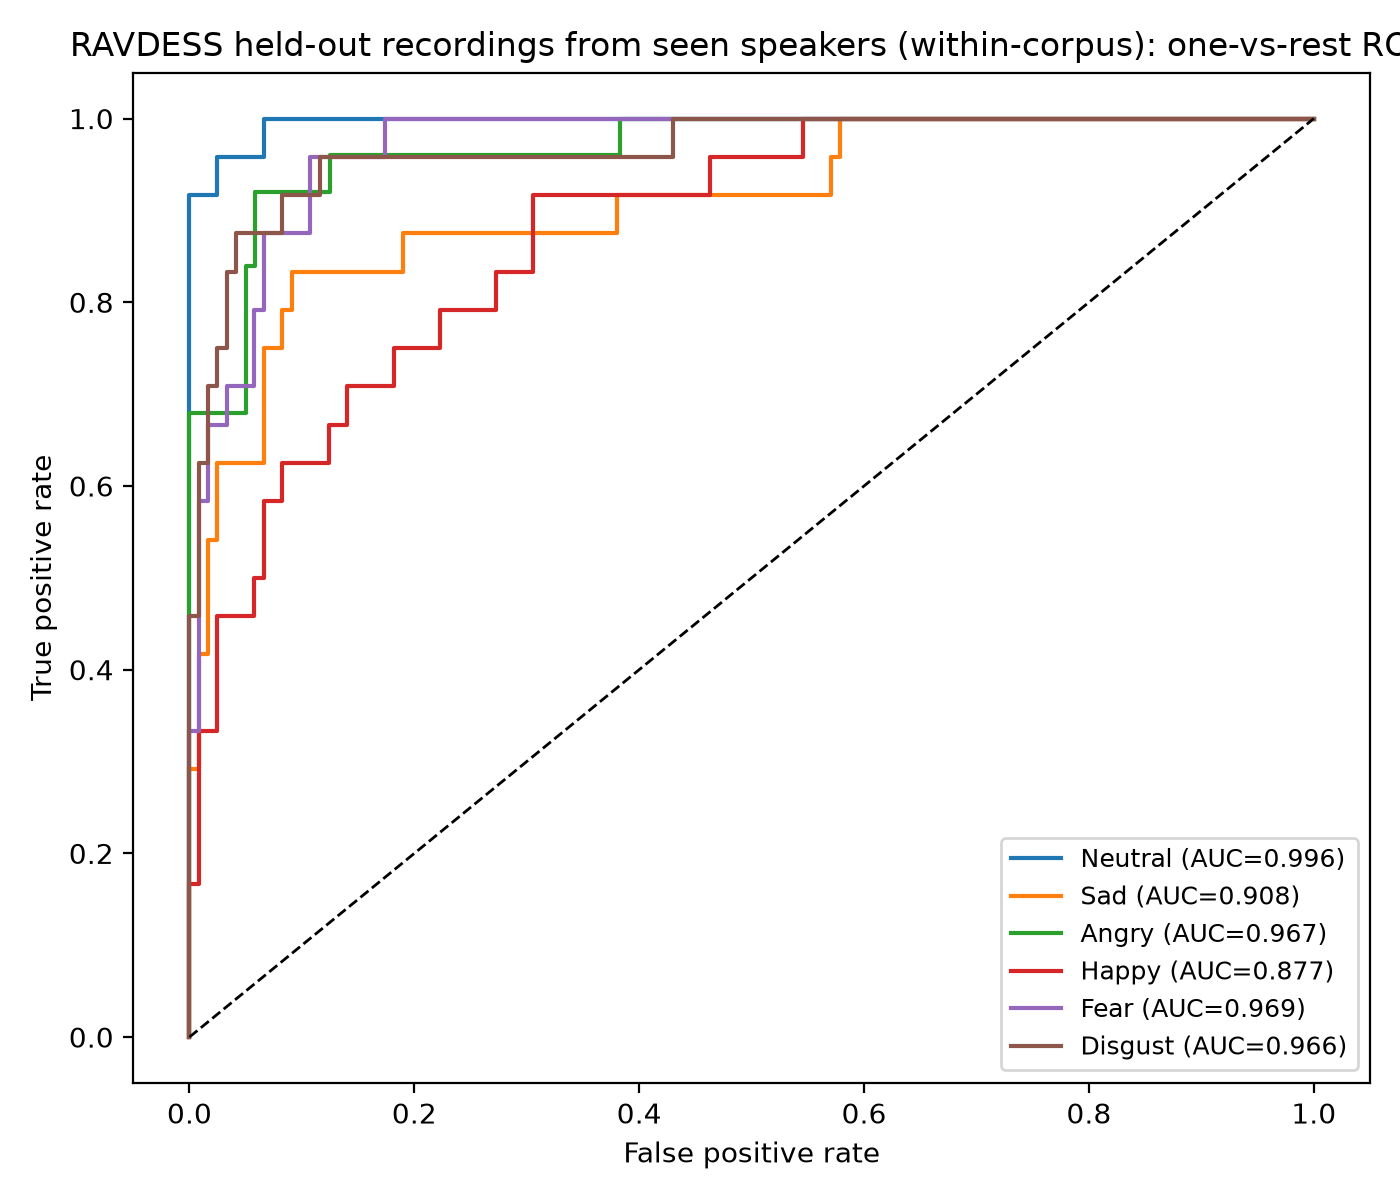 RAVDESS held-out recordings from seen speakers (within-corpus): one-vs-rest
True positive rate
1.0
0.8
0.6
0.4
0.2
0.0
0.0 0.2 0.4 0.6 0.8 1.0
False positive rate
Neutral (AUC=0.996)
Sad (AUC=0.908)
Angry (AUC=0.967)
Happy (AUC=0.877)
Fear (AUC=0.969)
Disgust (AUC=0.966)